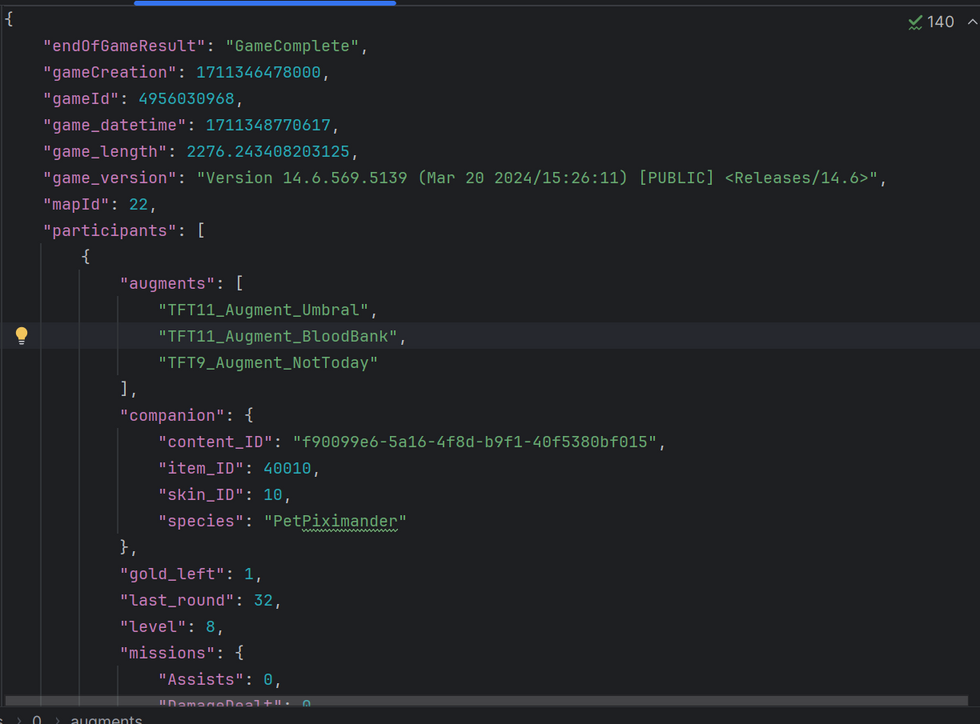 {
140
"endOfGameResult": "GameComplete",
"gameCreation": 1711346478000,
"gameId": 4956030968,
"game_datetime": 1711348770617,
"game_length": 2276.243408203125,
"game_version": "Version 14.6.569.5139 (Mar 20 2024/15:26:11) [PUBLIC] <Releases/14.6>",
"mapId": 22,
"participants": [
{
"augments": [
"TFT11_Augment_Umbral",
"TFT11_Augment_BloodBank",
"TFT9_Augment_NotToday"
],
"companion": {
"content_ID": "f90099e6-5a16-4f8d-b9f1-40f5380bf015",
"item_ID": 40010,
"skin_ID": 10,
"species": "PetPiximander"
},
"gold_left": 1,
"last_round": 32,
"level": 8,
"missions": {
"Assists": 0,
"DamageDealt": 0
s › 0 › augments